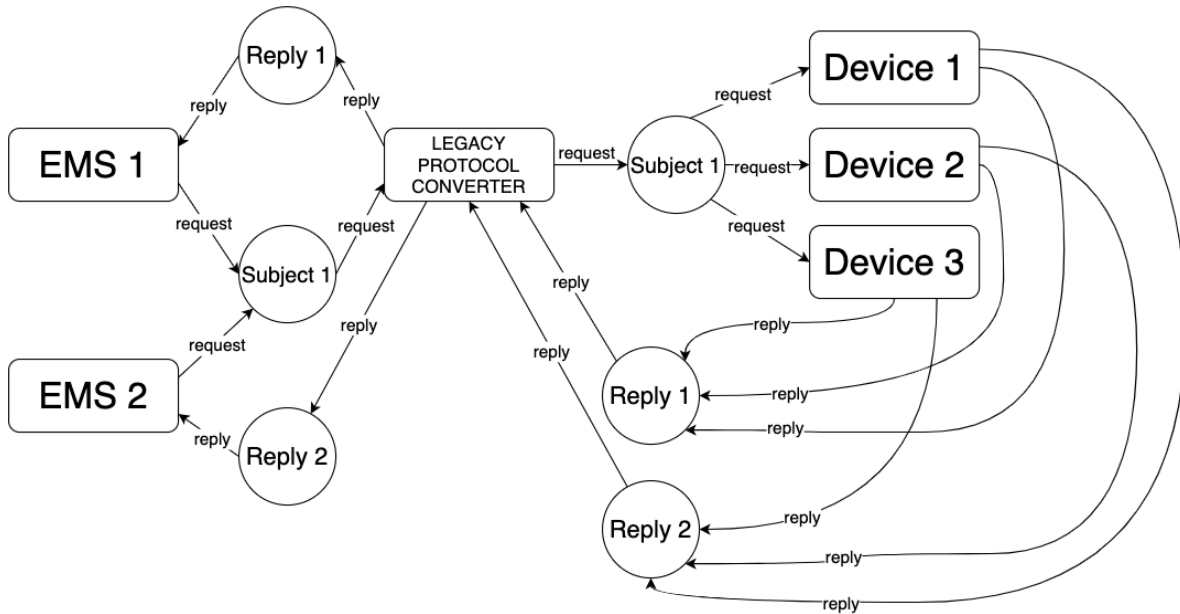 Reply 1
Device 1
request
reply
reply
EMS 1
LEGACY
PROTOCOL
CONVERTER
request
Subject 1
request
Device 2
request
request
request
Device 3
Subject 1
reply
reply
reply
request
reply
EMS 2
Reply 1
reply
reply
reply
Reply 2
reply
Reply 2
reply
reply